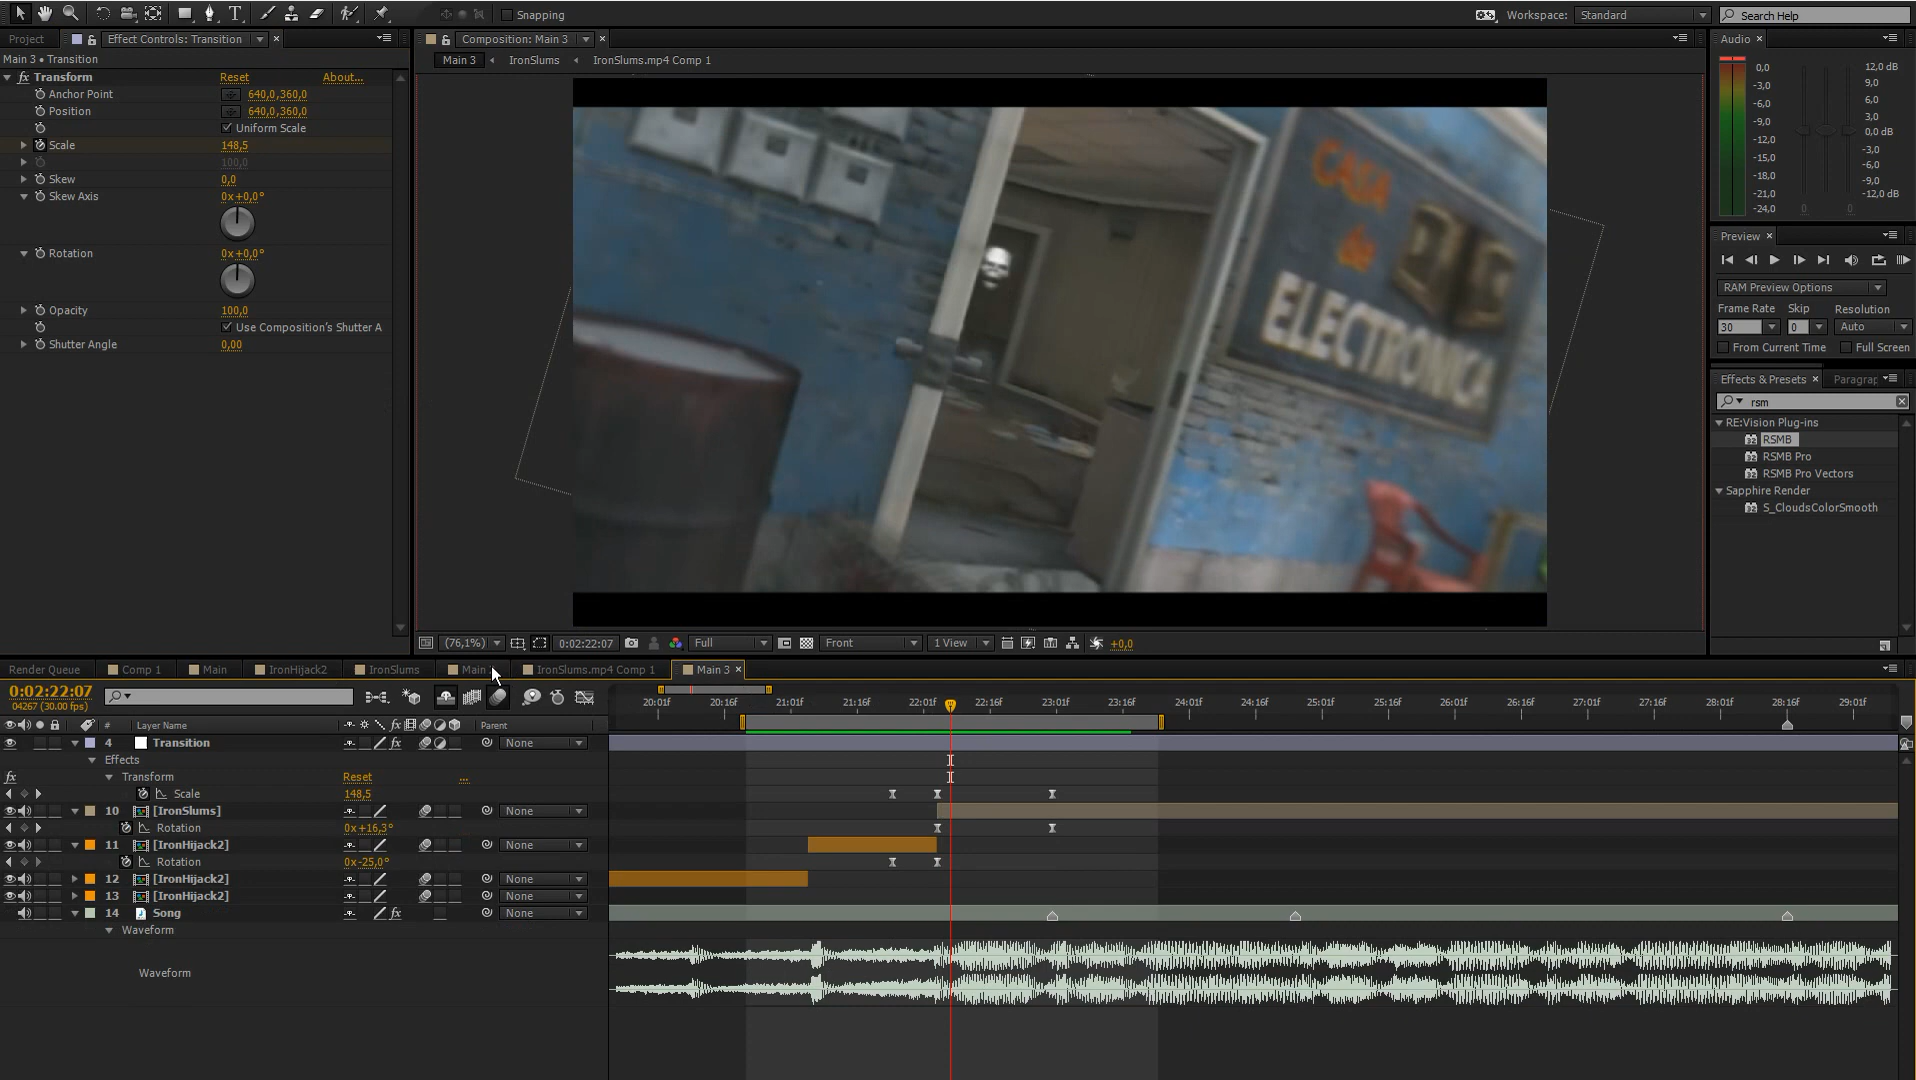 Snapping
Workspace: Standard
Search Help
Project
Effect Controls: Transition
Composition: Main 3
Audio
Main 3 • Transition
Main 3
IronSlums
IronSlums.mp4 Comp 1
Transform
Reset
About...
Anchor Point
640,0,360,0
Position
640,0,360,0
Uniform Scale
Scale
148,5
100,0
Skew
0,0
Skew Axis
0x+0,0°
Rotation
0x+0,0°
Opacity
100,0
Use Composition's Shutter A
Shutter Angle
0,00
CASA
de
ELECTRONICA
0,0
-3,0
-6,0
-9,0
-12,0
-15,0
-18,0
-21,0
-24,0
12,0 dB
9,0
6,0
3,0
0,0 dB
-3,0
-6,0
-9,0
-12,0 dB
0
0
Preview
RAM Preview Options
Frame Rate
Skip
Resolution
30
0
Auto
From Current Time
Full Screen
Effects & Presets
Paragrap
rsm
RE:Vision Plug-ins
RSMB
RSMB Pro
RSMB Pro Vectors
Sapphire Render
S_CloudsColorSmooth
(76,1%)
0:02:22:07
Full
Front
1 View
+0,0
Render Queue
Comp 1
Main
IronHijack2
IronSlums
Main
IronSlums.mp4 Comp 1
Main 3
0:02:22:07
04267 (30.00 fps)
20:01f
20:16f
21:01f
21:16f
22:01f
22:16f
23:01f
23:16f
24:01f
24:16f
25:01f
25:16f
26:01f
26:16f
27:01f
27:16f
28:01f
28:16f
29:01f
#
Layer Name
fx
Parent
4
Transition
fx
None
Effects
fx
Transform
Reset
...
Scale
148,5
10
[IronSlums]
None
Rotation
0x+16,3°
11
[IronHijack2]
None
Rotation
0x-25,0°
12
[IronHijack2]
None
13
[IronHijack2]
None
14
Song
fx
None
Waveform
Waveform